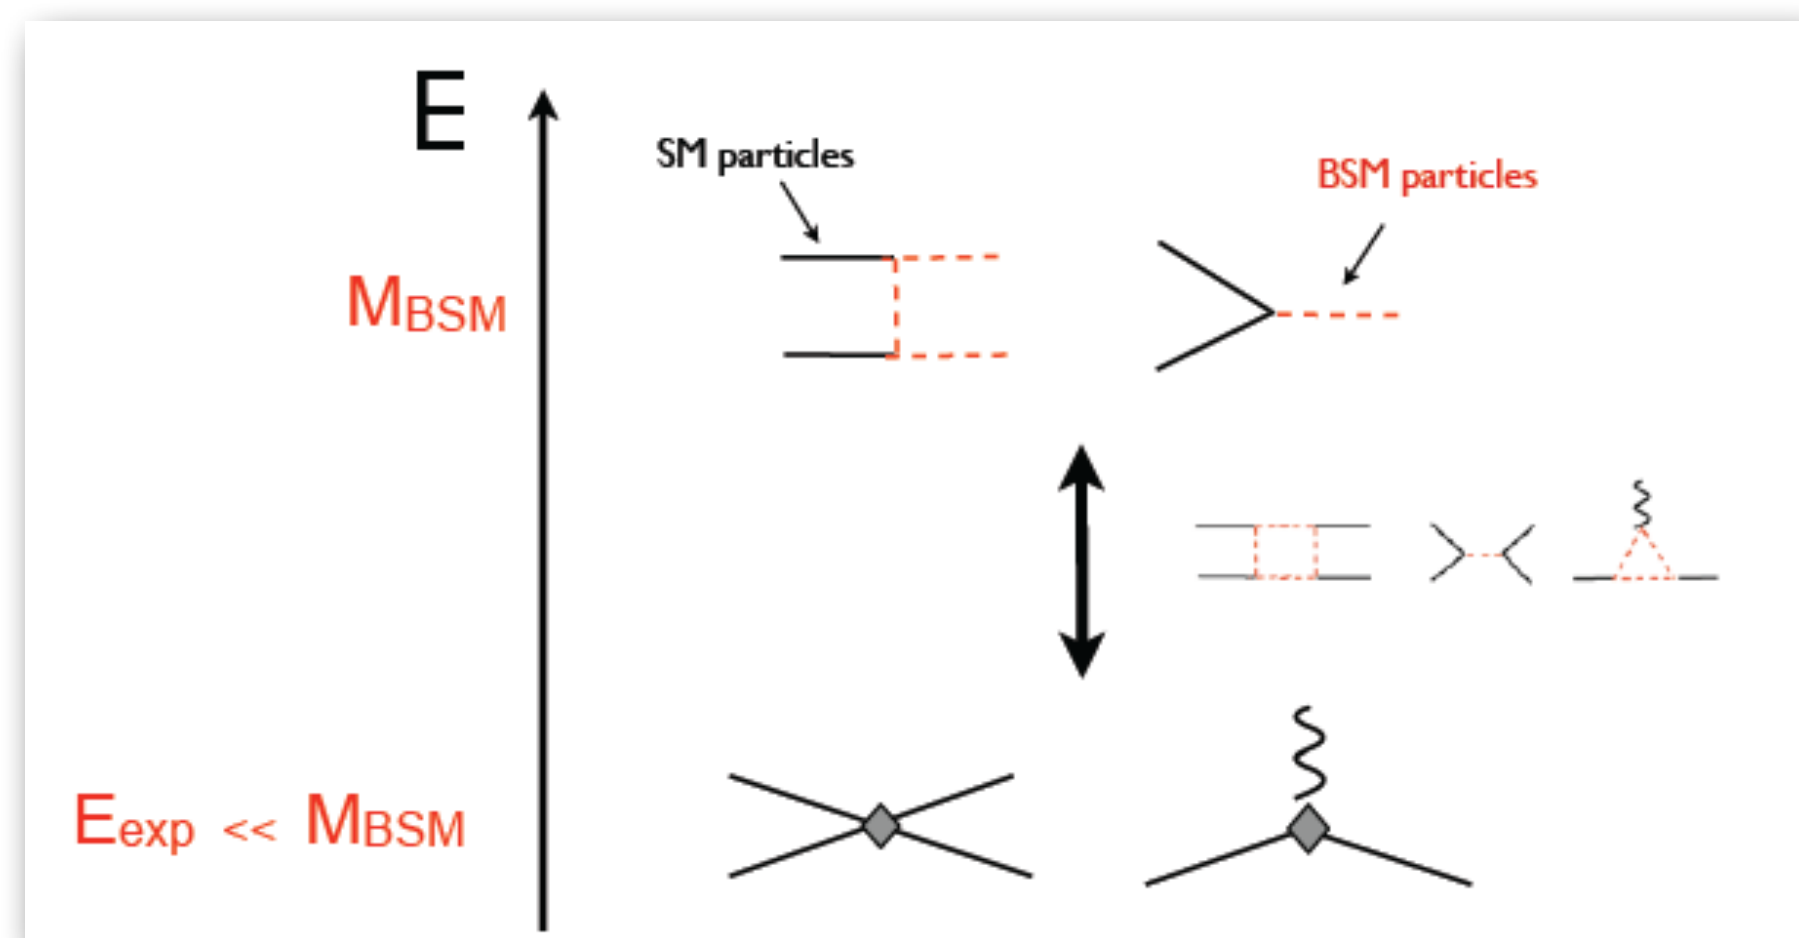 E
SM particles
BSM particles
MBSM
Eexp << MBSM